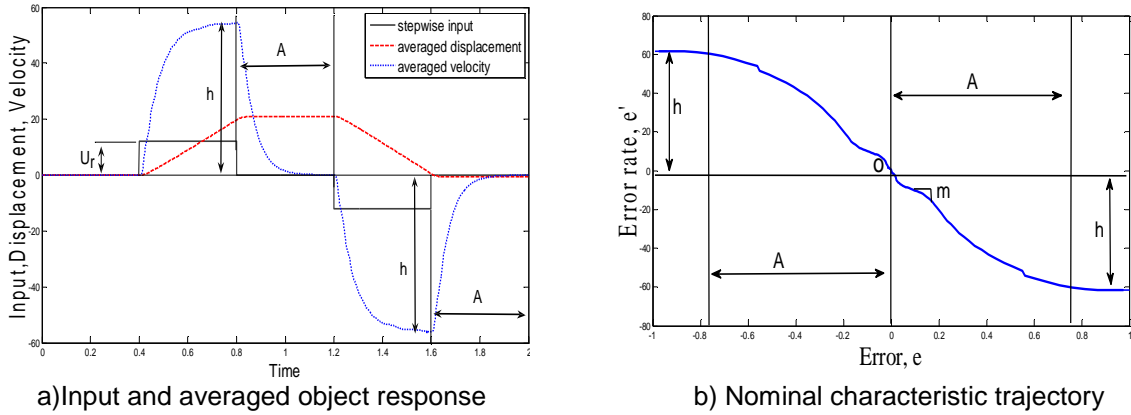 Input,Displacement, Velocity
60
40
20
0
-20
-40
-60
0 0.2 0.4 0.6 0.8 1 1.2 1.4 1.6 1.8 2
Time
stepwise input
averaged displacement
averaged velocity
A
h
Ur
h
A
a)Input and averaged object response
Error rate, e'
80
60
40
20
0
-20
-40
-60
-80
-1 -0.8 -0.6 -0.4 -0.2 0 0.2 0.4 0.6 0.8 1
Error, e
h
A
O
m
A
h
b) Nominal characteristic trajectory